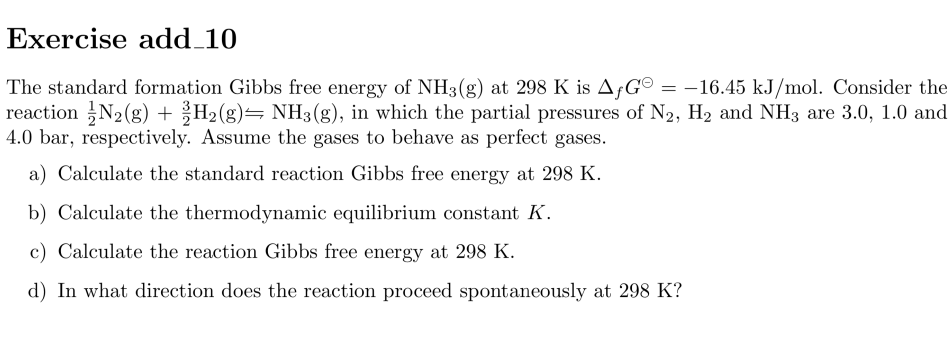 Exercise add_10
The standard formation Gibbs free energy of NH₃(g) at 298 K is Δ_fG⊖ = −16.45 kJ/mol. Consider the
reaction ½N₂(g) + 3/2H₂(g)⇋ NH₃(g), in which the partial pressures of N₂, H₂ and NH₃ are 3.0, 1.0 and
4.0 bar, respectively. Assume the gases to behave as perfect gases.
a) Calculate the standard reaction Gibbs free energy at 298 K.
b) Calculate the thermodynamic equilibrium constant K.
c) Calculate the reaction Gibbs free energy at 298 K.
d) In what direction does the reaction proceed spontaneously at 298 K?